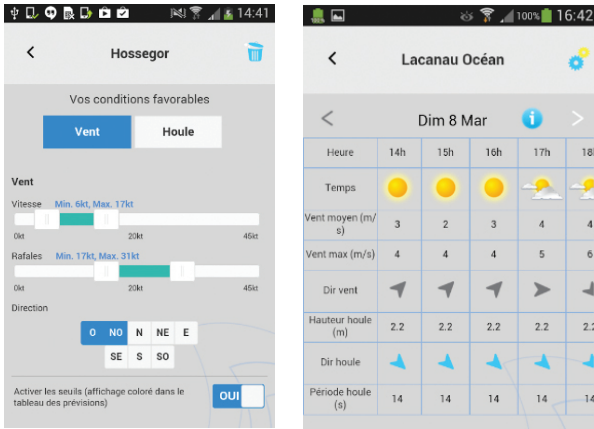 14:41
Hossegor
Vos conditions favorables
Vent Houle
Vent
Vitesse Min. 6kt, Max. 17kt
0kt 20kt 45kt
Rafales Min. 17kt, Max. 31kt
0kt 20kt 45kt
Direction
O NO N NE E
SE S SO
Activer les seuils (affichage coloré dans le
tableau des prévisions)
OUI
100% 16:42
Lacanau Océan
< Dim 8 Mar i >
Heure 14h 15h 16h 17h 18
Temps
Vent moyen (m/
s) 3 2 3 4 4
Vent max (m/s) 4 4 4 5 6
Dir vent
Hauteur houle
(m) 2.2 2.2 2.2 2.2 2.
Dir houle
Période houle
(s) 14 14 14 14 14